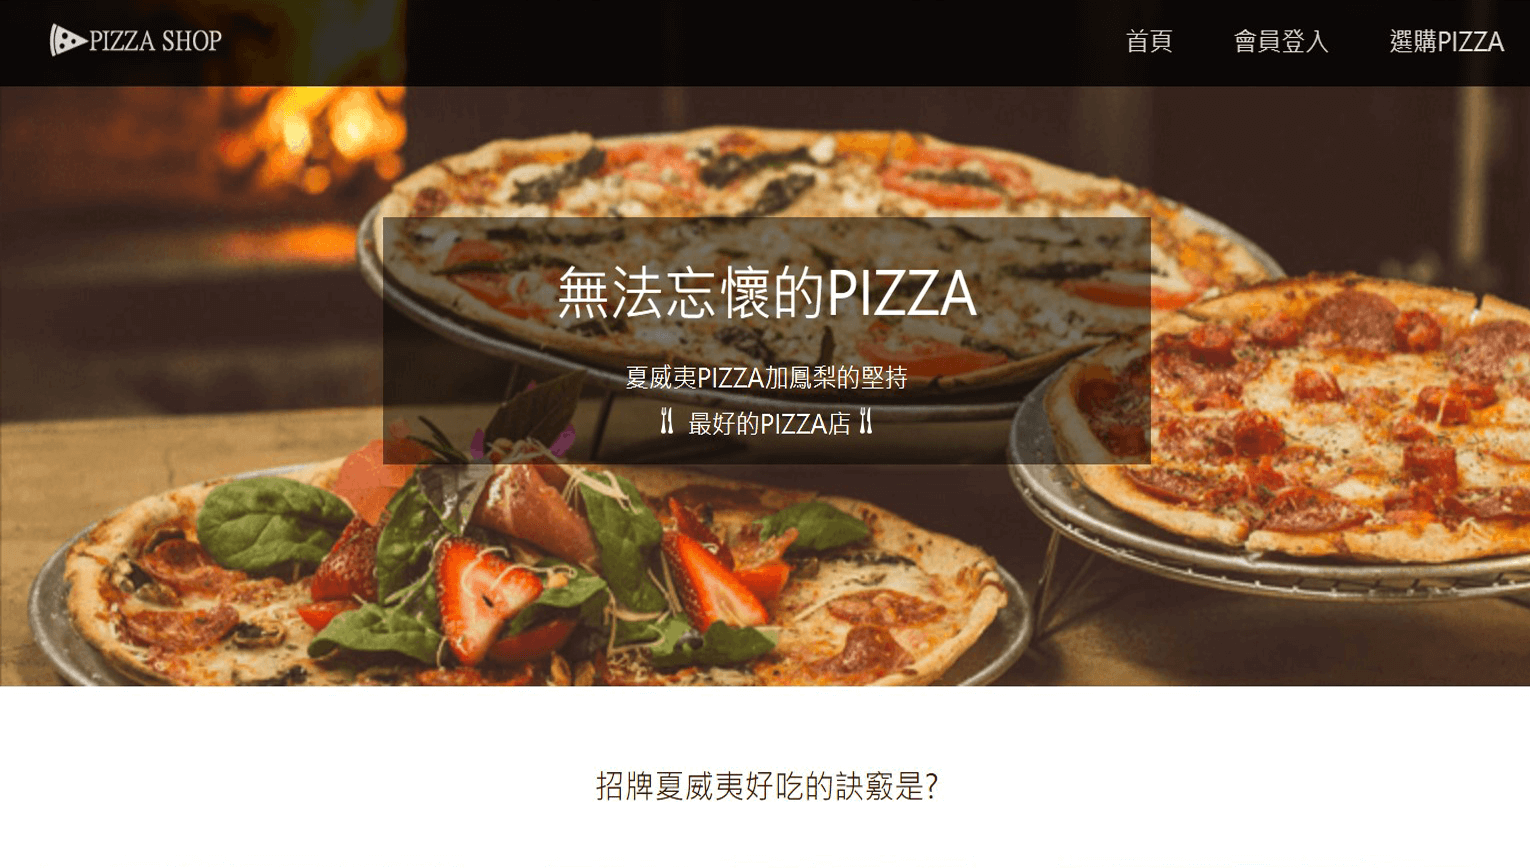 PIZZA SHOP
首頁 會員登入 選購PIZZA
無法忘懷的PIZZA
夏威夷PIZZA加鳳梨的堅持
最好的PIZZA店
招牌夏威夷好吃的訣竅是?